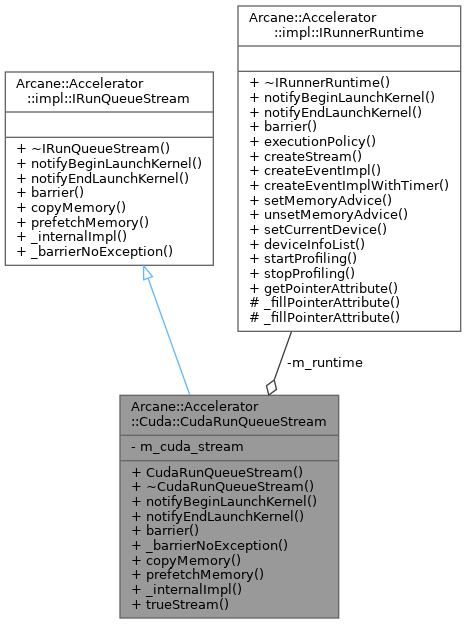 Arcane::Accelerator
::impl::IRunnerRuntime
+ ~IRunnerRuntime()
+ notifyBeginLaunchKernel()
+ notifyEndLaunchKernel()
+ barrier()
+ executionPolicy()
+ createStream()
+ createEventImpl()
+ createEventImplWithTimer()
+ setMemoryAdvice()
+ unsetMemoryAdvice()
+ setCurrentDevice()
+ deviceInfoList()
+ startProfiling()
+ stopProfiling()
+ getPointerAttribute()
# _fillPointerAttribute()
# _fillPointerAttribute()
Arcane::Accelerator
::impl::IRunQueueStream
+ ~IRunQueueStream()
+ notifyBeginLaunchKernel()
+ notifyEndLaunchKernel()
+ barrier()
+ copyMemory()
+ prefetchMemory()
+ _internalImpl()
+ _barrierNoException()
-m_runtime
Arcane::Accelerator
::Cuda::CudaRunQueueStream
- m_cuda_stream
+ CudaRunQueueStream()
+ ~CudaRunQueueStream()
+ notifyBeginLaunchKernel()
+ notifyEndLaunchKernel()
+ barrier()
+ _barrierNoException()
+ copyMemory()
+ prefetchMemory()
+ _internalImpl()
+ trueStream()